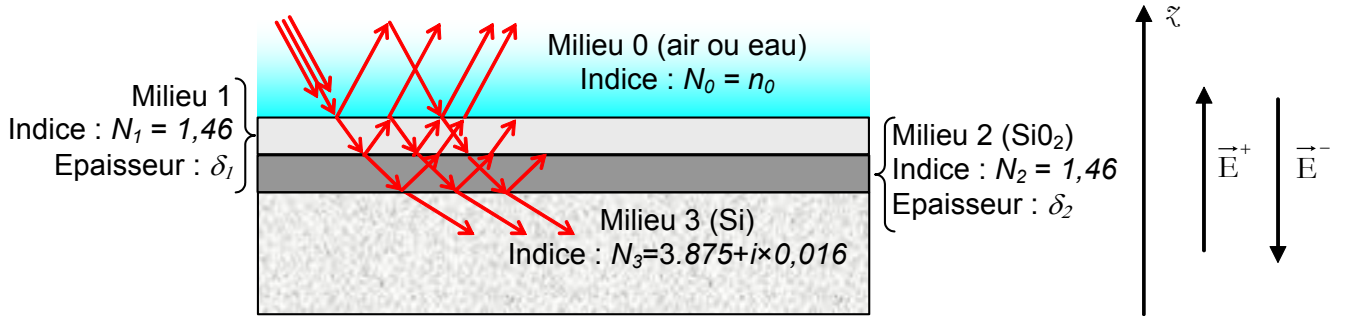 Milieu 0 (air ou eau)
Indice : N₀ = n₀
Milieu 1
Indice : N₁ = 1,46
Epaisseur : δ₁
Milieu 2 (Si0₂)
Indice : N₂ = 1,46
Epaisseur : δ₂
Milieu 3 (Si)
Indice : N₃=3.875+i×0,016
z
E⃗⁺
E⃗⁻